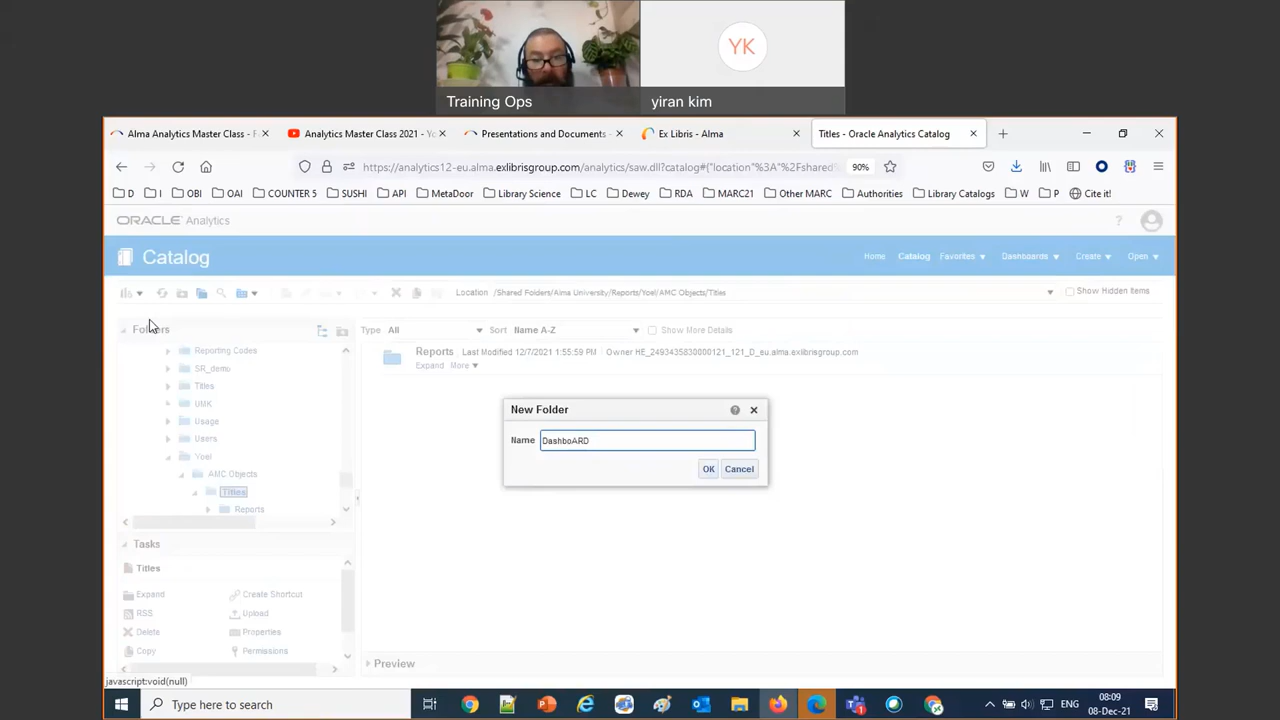 YK
Training Ops
yiran kim
Alma Analytics Master Class - F
Analytics Master Class 2021 - Yo
Presentations and Documents -
Ex Libris - Alma
Titles - Oracle Analytics Catalog
https://analytics12-eu.alma.exlibrisgroup.com/analytics/saw.dll?catalog#{"location"%3A"%2Fshared
90%
D
I
OBI
OAI
COUNTER 5
SUSHI
API
MetaDoor
Library Science
LC
Dewey
RDA
MARC21
Other MARC
Authorities
Library Catalogs
W
P
Cite it!
ORACLE Analytics
Catalog
Home
Catalog
Favorites
Dashboards
Create
Open
Location /Shared Folders/Alma University/Reports/Yoel/AMC Objects/Titles
Show Hidden Items
Folders
Type All
Sort Name A-Z
Show More Details
Reporting Codes
SR_demo
Titles
UMK
Usage
Users
Yoel
AMC Objects
Titles
Reports
Reports Last Modified 12/7/2021 1:55:59 PM Owner HE_2493435830000121_121_D_eu.alma.exlibrisgroup.com
Expand More
New Folder
Name DashboARD
OK Cancel
Tasks
Titles
Expand
Create Shortcut
RSS
Upload
Delete
Properties
Copy
Permissions
Preview
javascript:void(null)
Type here to search
ENG
08:09
08-Dec-21